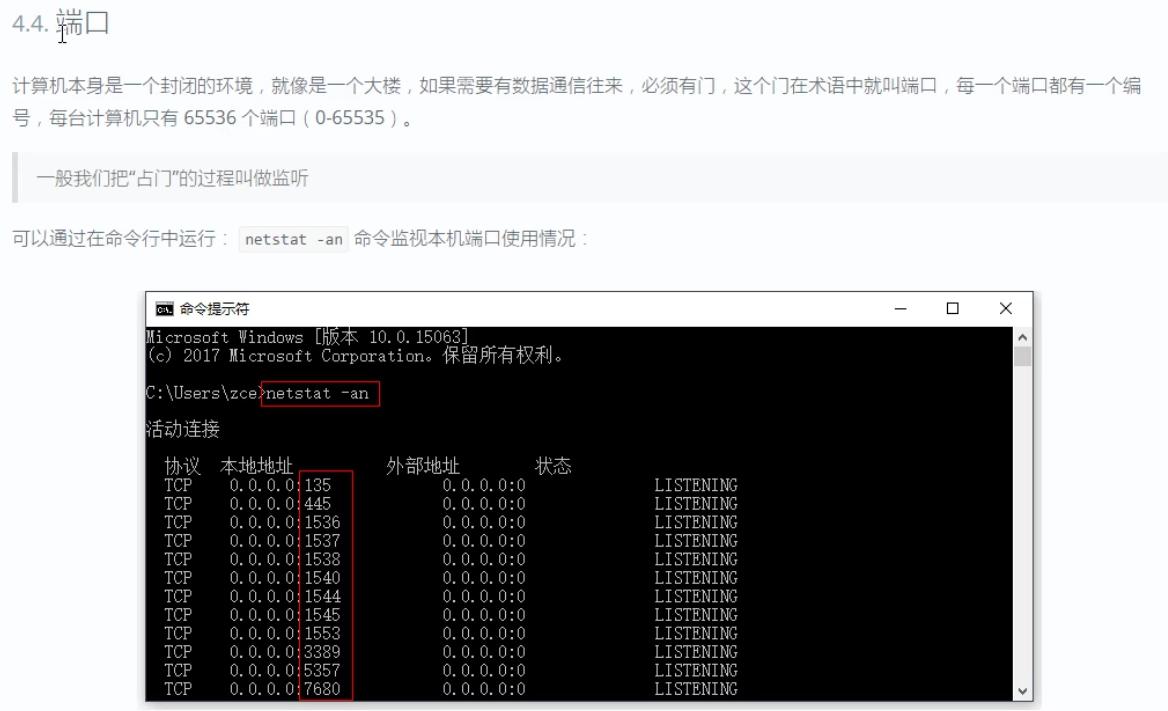 4.4. 端口
计算机本身是一个封闭的环境，就像是一个大楼，如果需要有数据通信往来，必须有门，这个门在术语中就叫端口，每一个端口都有一个编
号，每台计算机只有 65536 个端口（0-65535）。
一般我们把“占门”的过程叫做监听
可以通过在命令行中运行： netstat -an 命令监视本机端口使用情况：
命令提示符
Microsoft Windows [版本 10.0.15063]
(c) 2017 Microsoft Corporation。保留所有权利。
C:\Users\zce>netstat -an
活动连接
协议 本地地址 外部地址 状态
TCP 0.0.0.0:135 0.0.0.0:0 LISTENING
TCP 0.0.0.0:445 0.0.0.0:0 LISTENING
TCP 0.0.0.0:1536 0.0.0.0:0 LISTENING
TCP 0.0.0.0:1537 0.0.0.0:0 LISTENING
TCP 0.0.0.0:1538 0.0.0.0:0 LISTENING
TCP 0.0.0.0:1540 0.0.0.0:0 LISTENING
TCP 0.0.0.0:1544 0.0.0.0:0 LISTENING
TCP 0.0.0.0:1545 0.0.0.0:0 LISTENING
TCP 0.0.0.0:1553 0.0.0.0:0 LISTENING
TCP 0.0.0.0:3389 0.0.0.0:0 LISTENING
TCP 0.0.0.0:5357 0.0.0.0:0 LISTENING
TCP 0.0.0.0:7680 0.0.0.0:0 LISTENING